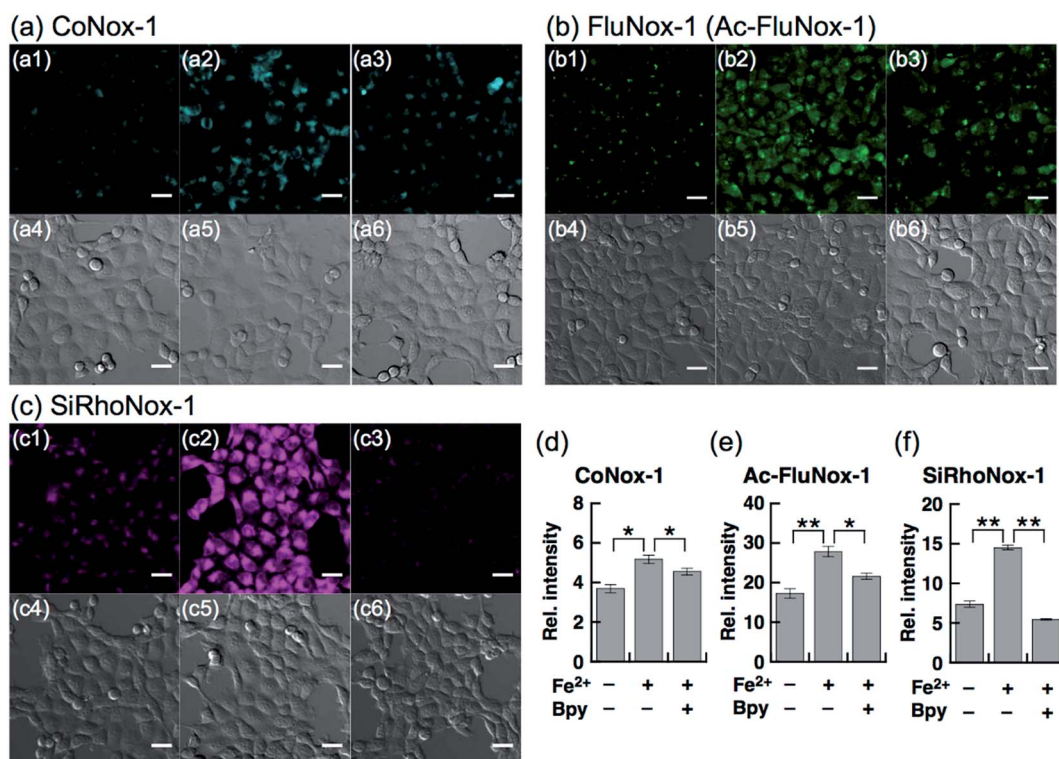 (a) CoNox-1
(a1) (a2) (a3)
(a4) (a5) (a6)
(b) FluNox-1 (Ac-FluNox-1)
(b1) (b2) (b3)
(b4) (b5) (b6)
(c) SiRhoNox-1
(c1) (c2) (c3)
(c4) (c5) (c6)
(d)
CoNox-1
Rel. intensity
8
6
4
2
0
* *
Fe²⁺ – + +
Bpy – – +
(e)
Ac-FluNox-1
Rel. intensity
40
30
20
10
0
** *
Fe²⁺ – + +
Bpy – – +
(f)
SiRhoNox-1
Rel. intensity
20
15
10
5
0
** **
Fe²⁺ – + +
Bpy – – +